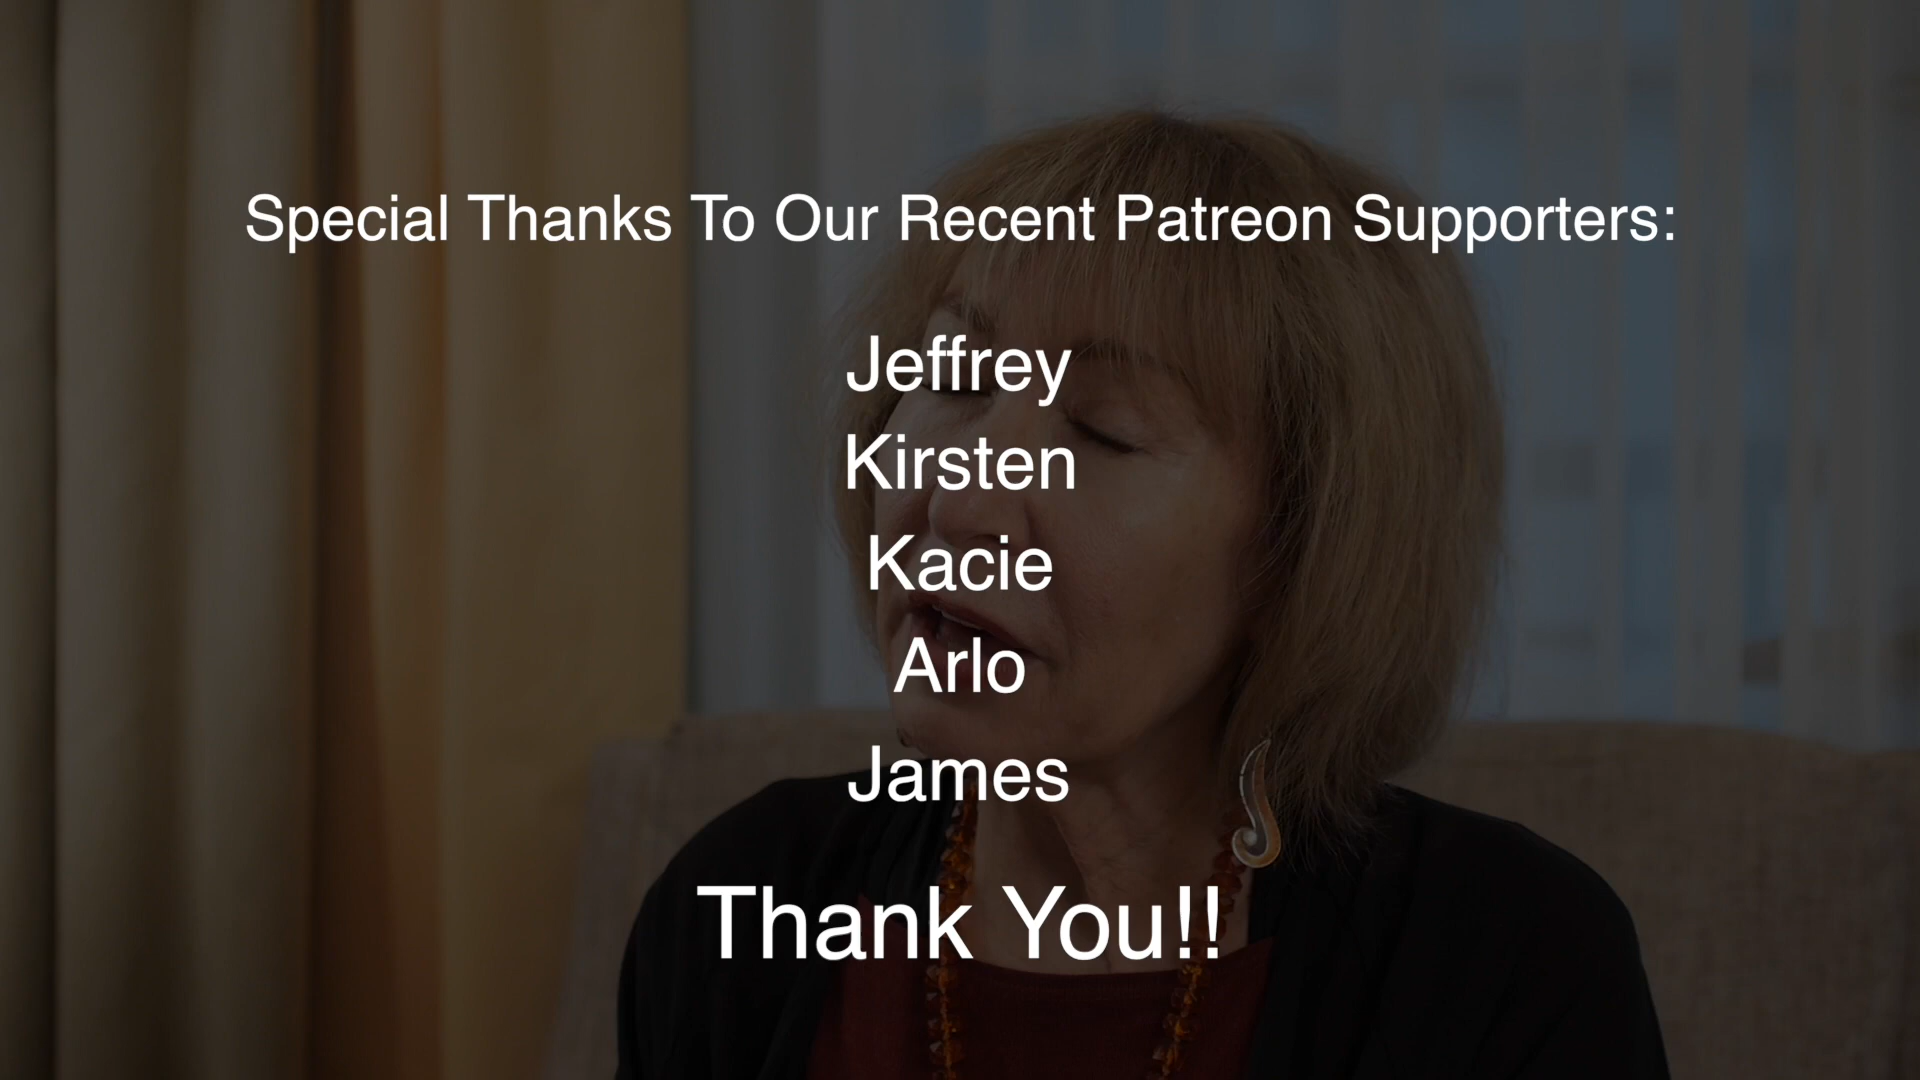 Special Thanks To Our Recent Patreon Supporters:
Jeffrey
Kirsten
Kacie
Arlo
James
Thank You!!